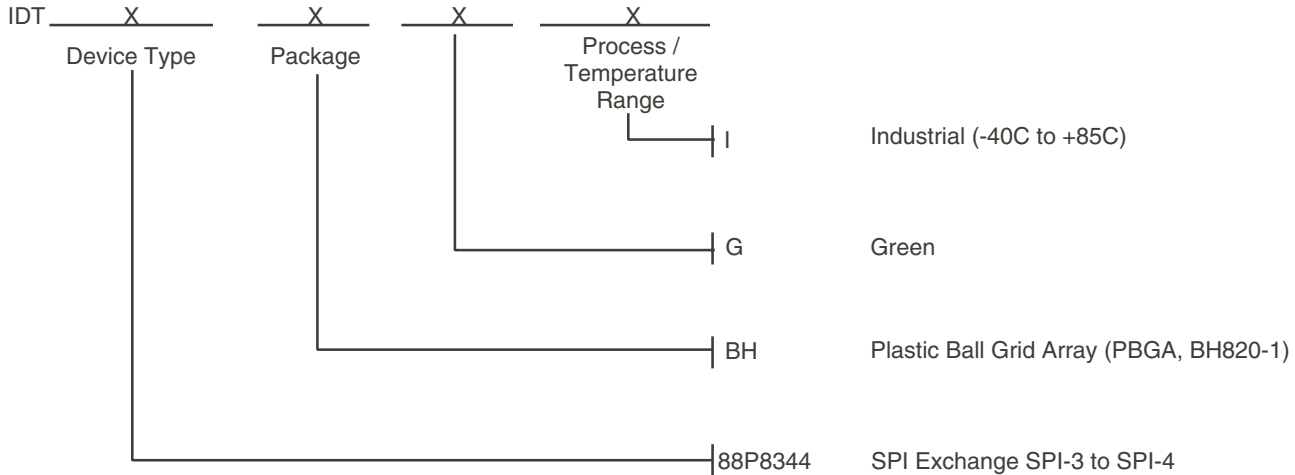 IDT X X X X
Device Type Package Process /
Temperature
Range
I Industrial (-40C to +85C)
G Green
BH Plastic Ball Grid Array (PBGA, BH820-1)
88P8344 SPI Exchange SPI-3 to SPI-4